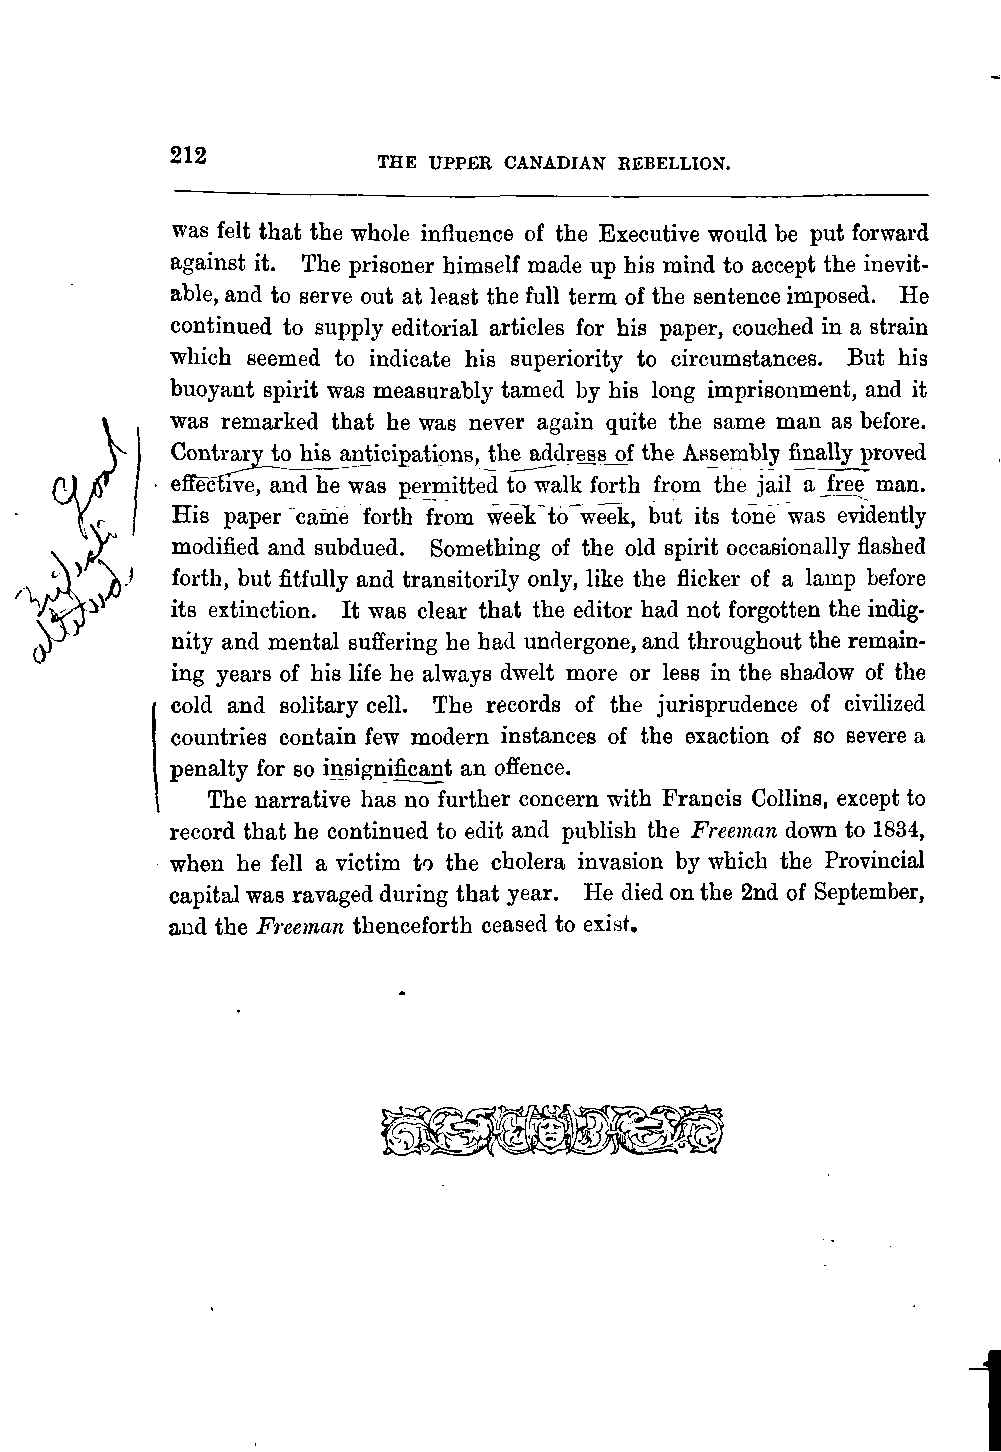 212
THE UPPER CANADIAN REBELLION.
was felt that the whole influence of the Executive would be put forward
against it. The prisoner himself made up his mind to accept the inevit-
able, and to serve out at least the full term of the sentence imposed. He
continued to supply editorial articles for his paper, couched in a strain
which seemed to indicate his superiority to circumstances. But his
buoyant spirit was measurably tamed by his long imprisonment, and it
was remarked that he was never again quite the same man as before.
Contrary to his anticipations, the address of the Assembly finally proved
effective, and he was permitted to walk forth from the jail a free man.
His paper came forth from week to week, but its tone was evidently
modified and subdued. Something of the old spirit occasionally flashed
forth, but fitfully and transitorily only, like the flicker of a lamp before
its extinction. It was clear that the editor had not forgotten the indig-
nity and mental suffering he had undergone, and throughout the remain-
ing years of his life he always dwelt more or less in the shadow of the
cold and solitary cell. The records of the jurisprudence of civilized
countries contain few modern instances of the exaction of so severe a
penalty for so insignificant an offence.
The narrative has no further concern with Francis Collins, except to
record that he continued to edit and publish the Freeman down to 1834,
when he fell a victim to the cholera invasion by which the Provincial
capital was ravaged during that year. He died on the 2nd of September,
and the Freeman thenceforth ceased to exist.